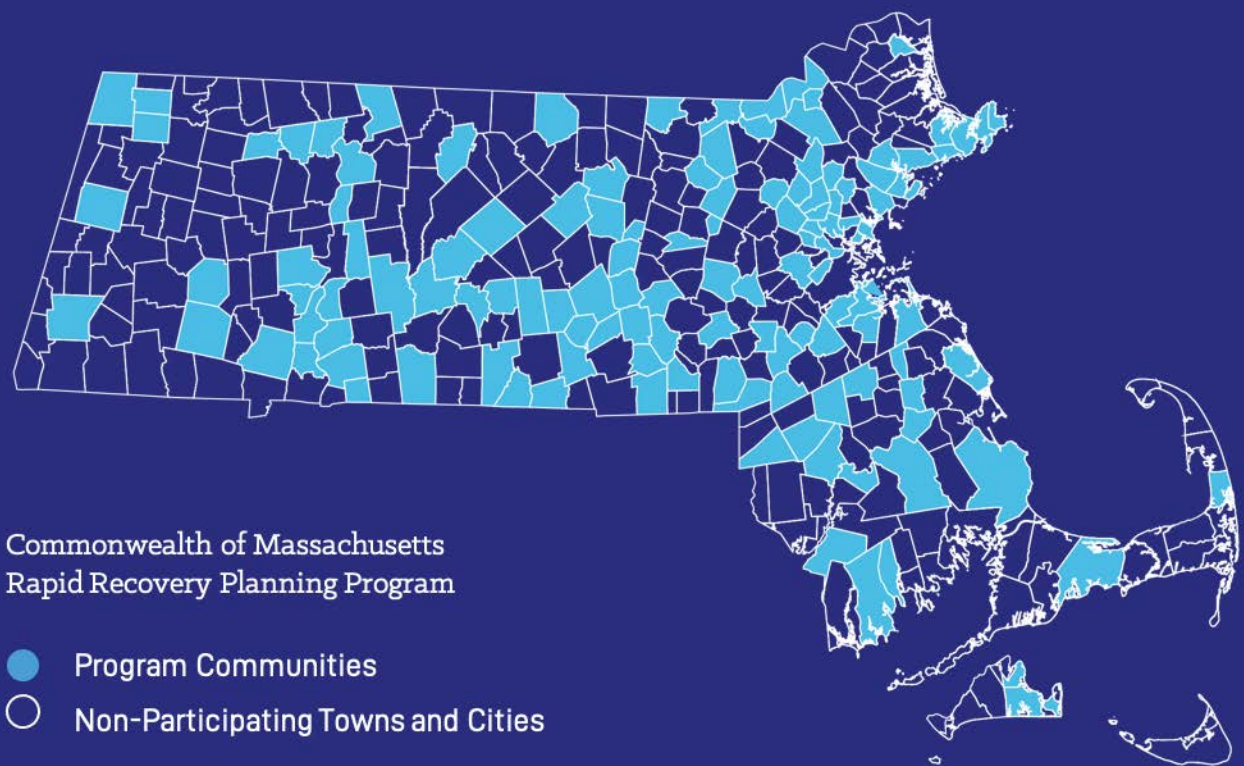 Commonwealth of Massachusetts
Rapid Recovery Planning Program
Program Communities
Non-Participating Towns and Cities